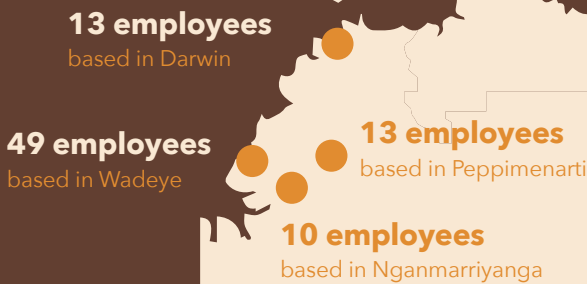 13 employees
based in Darwin
49 employees
based in Wadeye
13 employees
based in Peppimenarti
10 employees
based in Nganmarriyanga